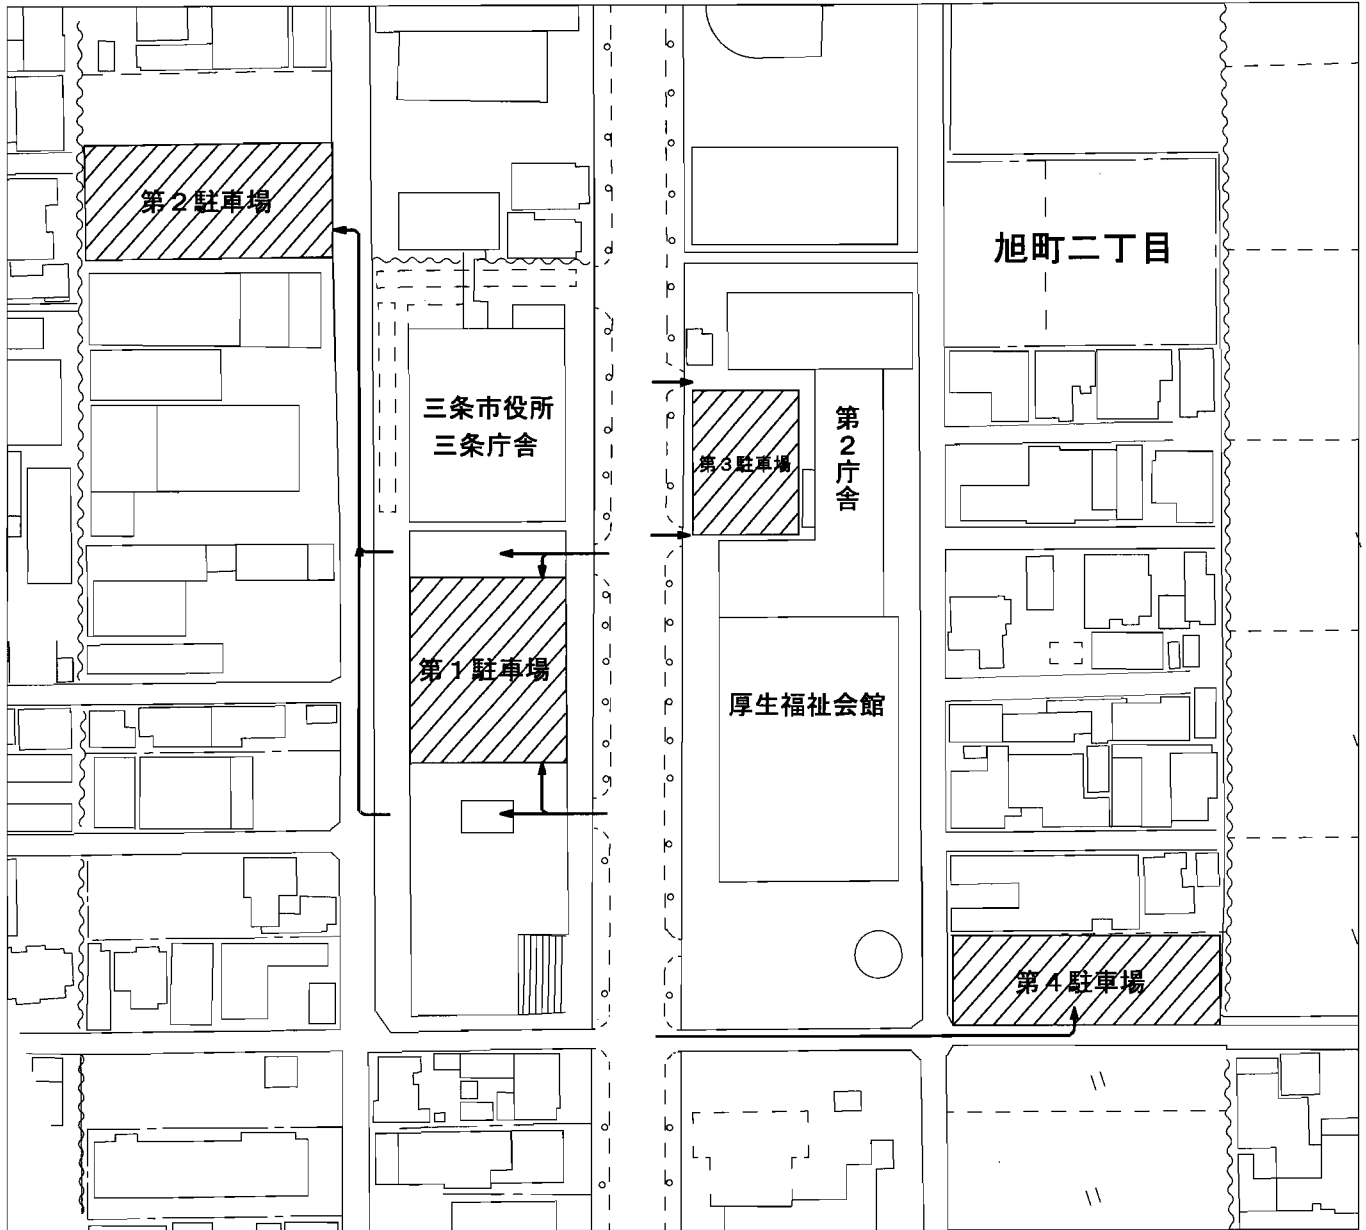 第２駐車場
旭町二丁目
三条市役所
三条庁舎
第２庁舎
第３駐車場
第１駐車場
厚生福祉会館
第４駐車場